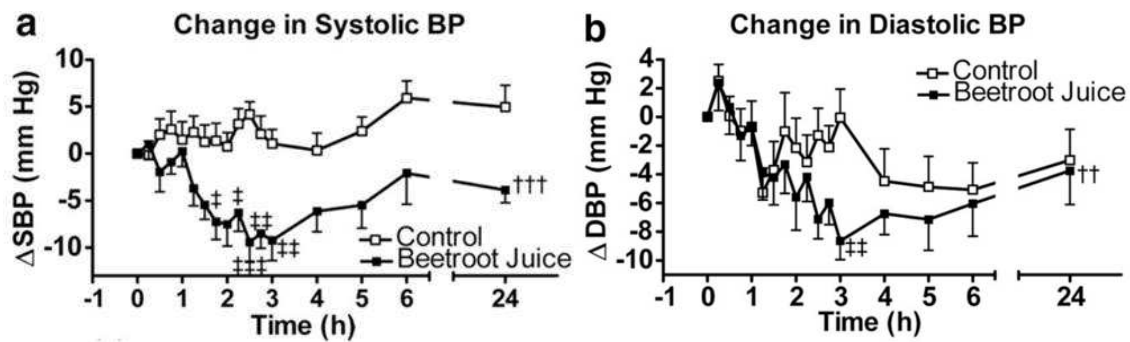 a
Change in Systolic BP
ΔSBP (mm Hg)
10
5
0
-5
-10
‡
‡
‡‡
‡‡
‡‡‡
†††
Control
Beetroot Juice
-1 0 1 2 3 4 5 6 24
Time (h)
b
Change in Diastolic BP
ΔDBP (mm Hg)
4
2
0
-2
-4
-6
-8
-10
Control
Beetroot Juice
††
‡‡
-1 0 1 2 3 4 5 6 24
Time (h)